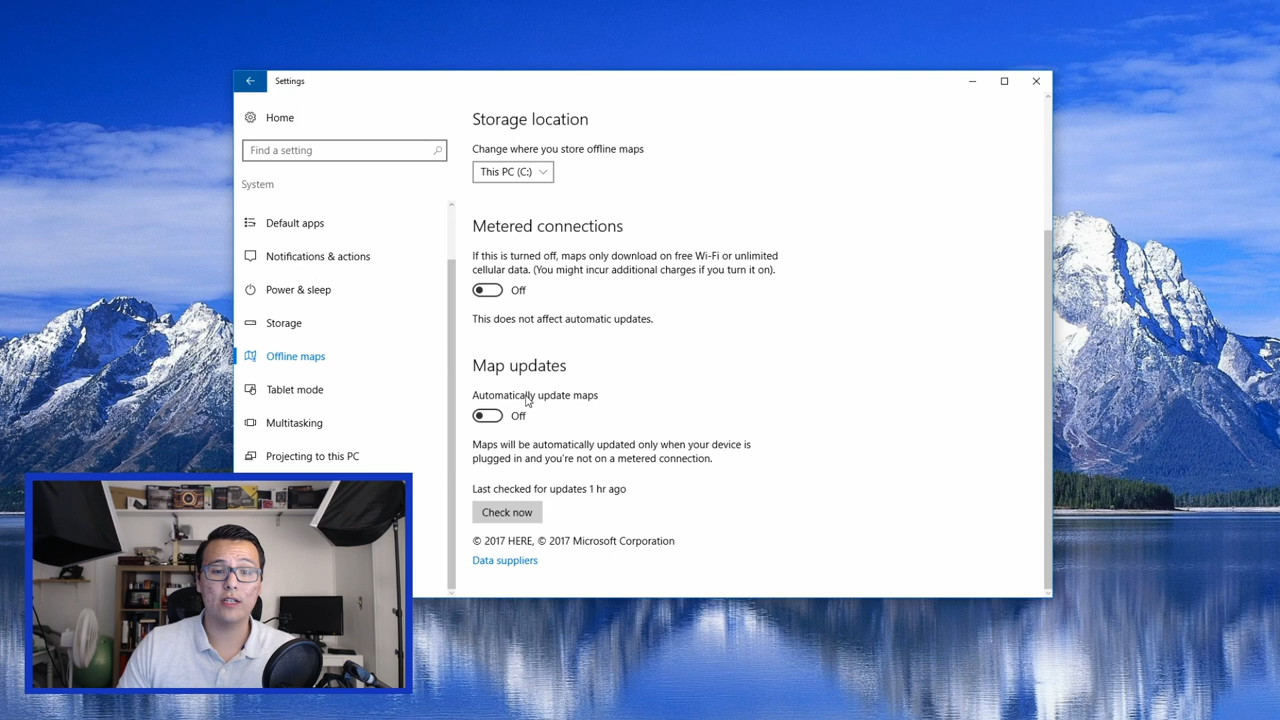 Settings
Home
Find a setting
System
Default apps
Notifications & actions
Power & sleep
Storage
Offline maps
Tablet mode
Multitasking
Projecting to this PC
Storage location
Change where you store offline maps
This PC (C:)
Metered connections
If this is turned off, maps only download on free Wi-Fi or unlimited
cellular data. (You might incur additional charges if you turn it on).
Off
This does not affect automatic updates.
Map updates
Automatically update maps
Off
Maps will be automatically updated only when your device is
plugged in and you're not on a metered connection.
Last checked for updates 1 hr ago
Check now
© 2017 HERE, © 2017 Microsoft Corporation
Data suppliers